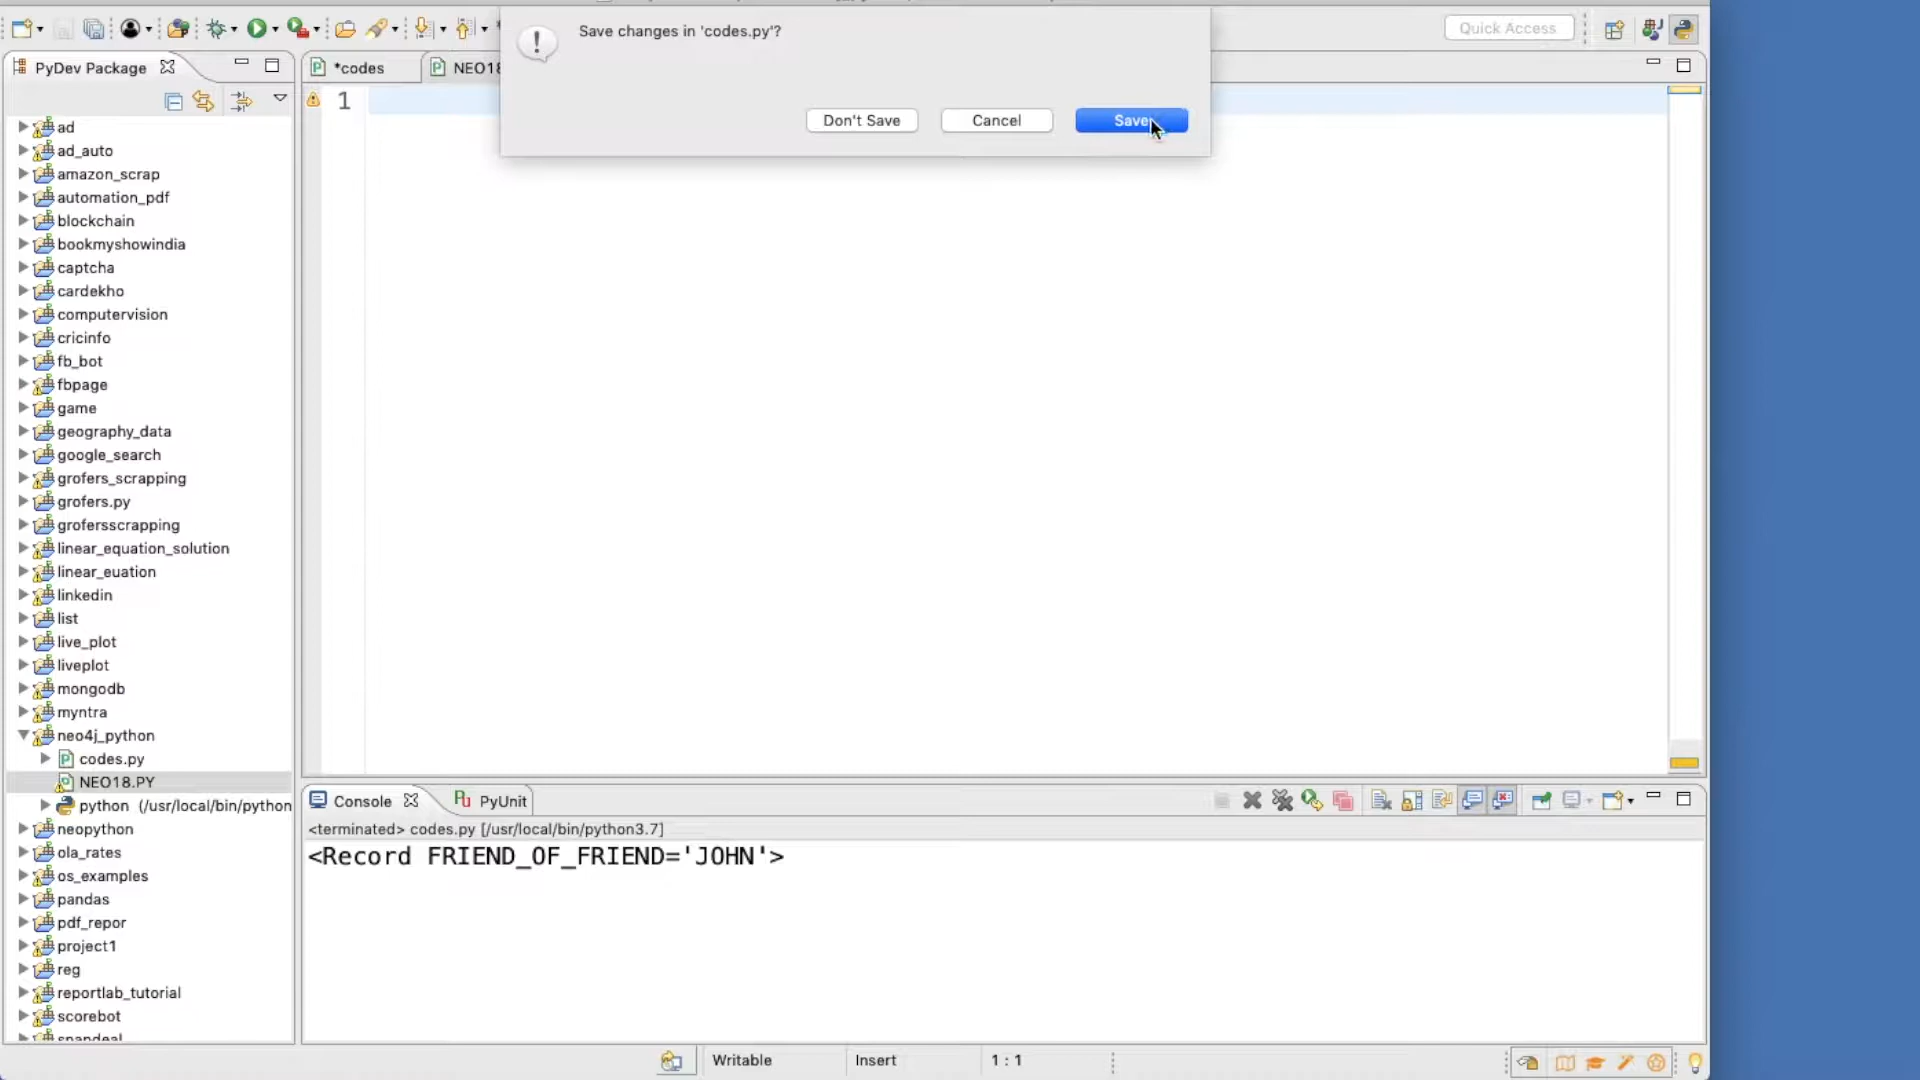 Save changes in 'codes.py'?
Quick Access
PyDev Package
*codes
NEO18
1
Don't Save
Cancel
Save
ad
ad_auto
amazon_scrap
automation_pdf
blockchain
bookmyshowindia
captcha
cardekho
computervision
cricinfo
fb_bot
fbpage
game
geography_data
google_search
grofers_scrapping
grofers.py
grofersscrapping
linear_equation_solution
linear_euation
linkedin
list
live_plot
liveplot
mongodb
myntra
neo4j_python
codes.py
NEO18.PY
python (/usr/local/bin/python
neopython
ola_rates
os_examples
pandas
pdf_repor
project1
reg
reportlab_tutorial
scorebot
Console
PyUnit
<terminated> codes.py [/usr/local/bin/python3.7]
<Record FRIEND_OF_FRIEND='JOHN'>
Writable
Insert
1 : 1